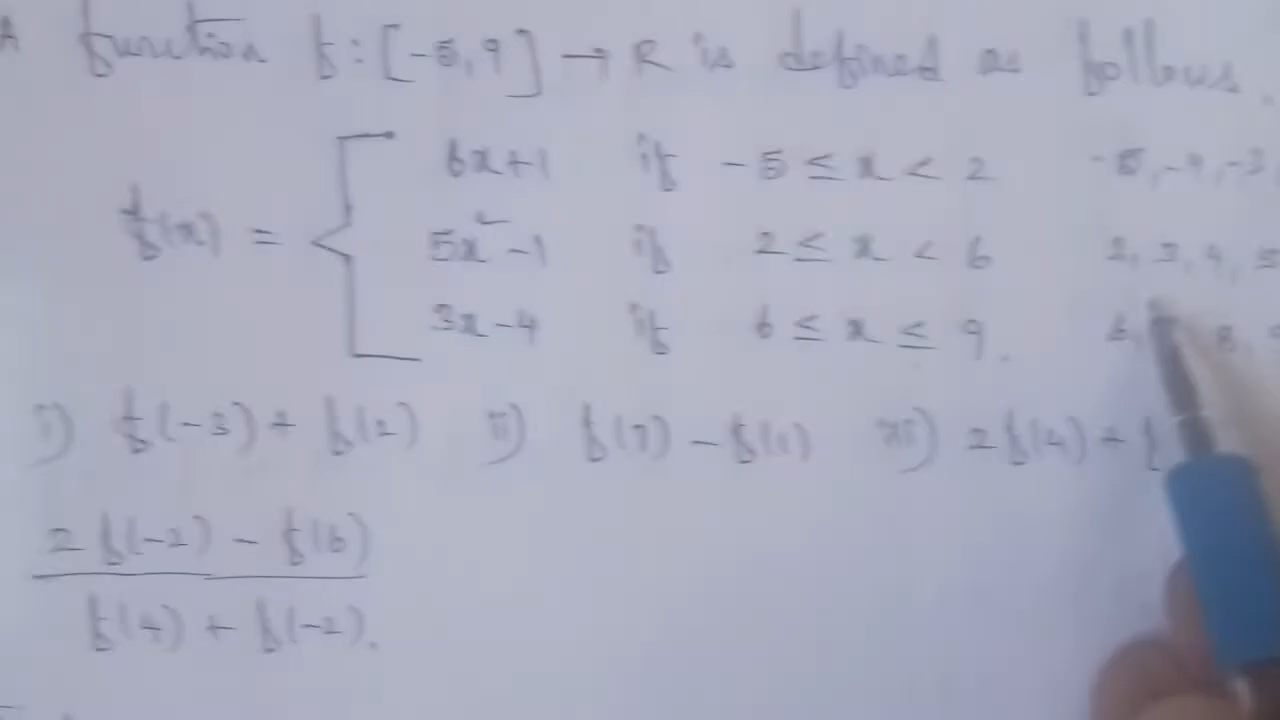 A function f : [-5, 9] → R is defined as follows.
f(x) = { 6x+1 if -5 ≤ x < 2 -5, -4, -3,
5x²-1 if 2 ≤ x < 6 2, 3, 4, 5
3x-4 if 6 ≤ x ≤ 9. 6, 8, 9
i) f(-3) + f(2) ii) f(7) - f(1) iii) 2f(4) + f
2f(-2) - f(6)
f(4) + f(-2).